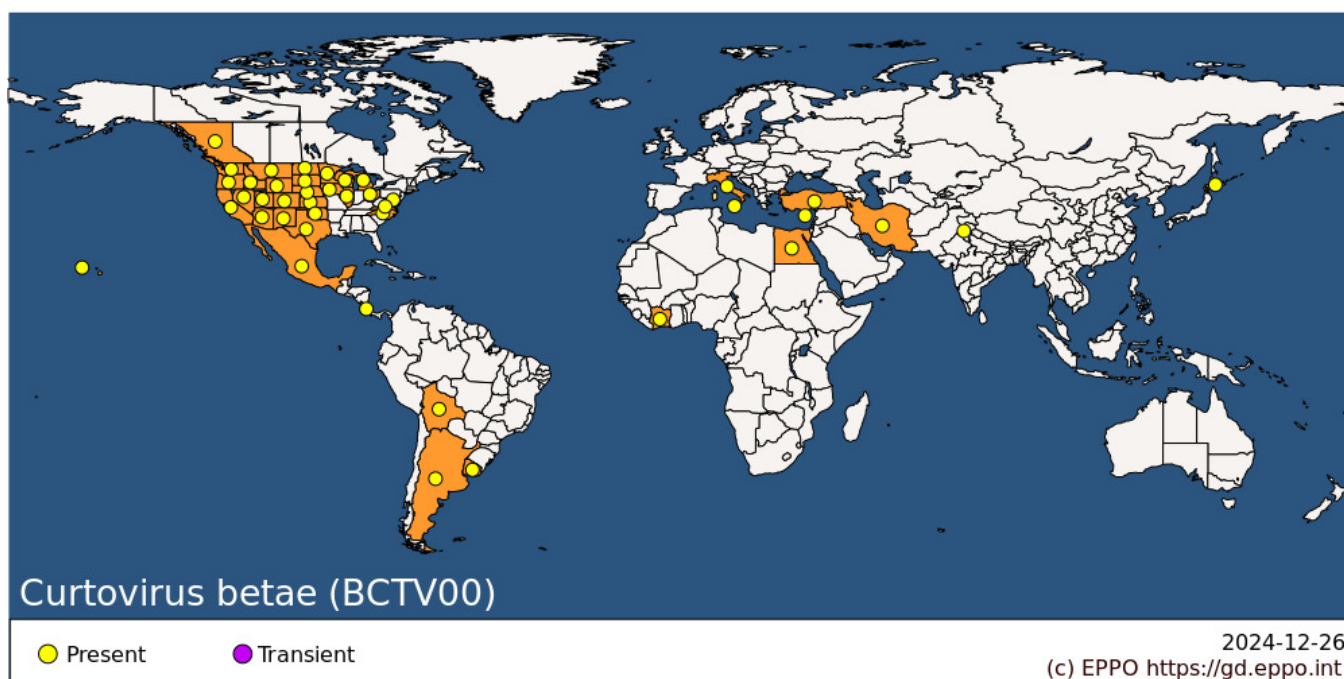 Curtovirus betae (BCTV00)
Present
Transient
2024-12-26
(c) EPPO https://gd.eppo.int